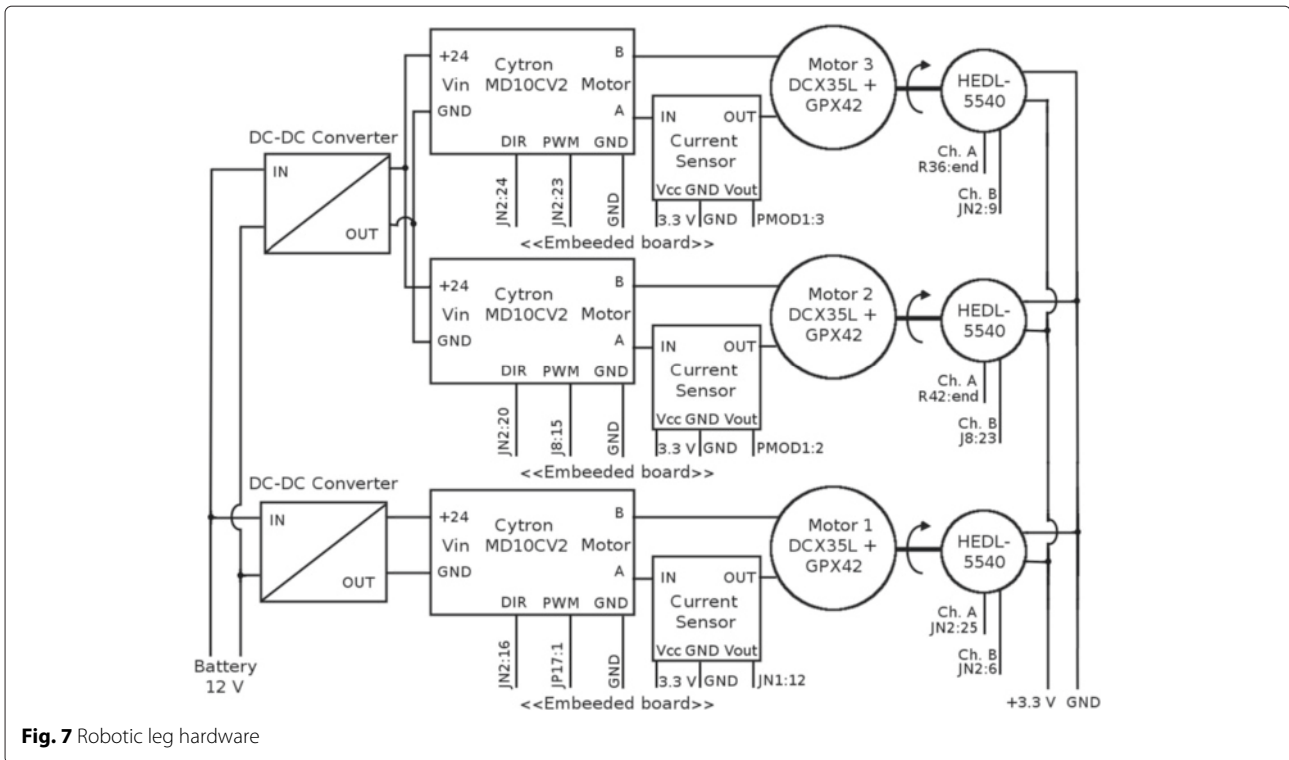 +24
Vin
GND
Cytron
MD10CV2
Motor
B
A
DIR PWM GND
JN2:24
JN2:23
GND
IN OUT
Current
Sensor
Vcc GND Vout
3.3 V GND PMOD1:3
Motor 3
DCX35L +
GPX42
HEDL-
5540
Ch. A
R36:end
Ch. B
JN2:9
<<Embeeded board>>
DC-DC Converter
IN
OUT
+24
Vin
GND
Cytron
MD10CV2
Motor
B
A
DIR PWM GND
JN2:20
J8:15
GND
IN OUT
Current
Sensor
Vcc GND Vout
3.3 V GND PMOD1:2
Motor 2
DCX35L +
GPX42
HEDL-
5540
Ch. A
R42:end
Ch. B
J8:23
<<Embeeded board>>
DC-DC Converter
IN
OUT
+24
Vin
GND
Cytron
MD10CV2
Motor
B
A
DIR PWM GND
JN2:16
JP17:1
GND
IN OUT
Current
Sensor
Vcc GND Vout
3.3 V GND JN1:12
Motor 1
DCX35L +
GPX42
HEDL-
5540
Ch. A
JN2:25
Ch. B
JN2:6
<<Embeeded board>>
Battery
12 V
+3.3 V GND
Fig. 7 Robotic leg hardware